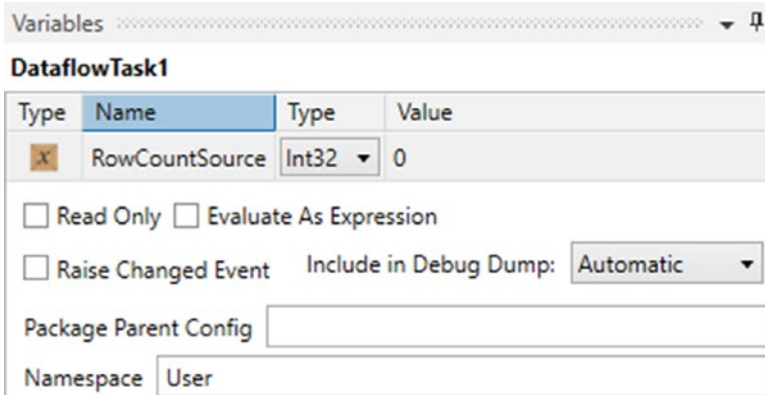 Variables
DataflowTask1
Type Name Type Value
x RowCountSource Int32 0
Read Only Evaluate As Expression
Raise Changed Event Include in Debug Dump: Automatic
Package Parent Config
Namespace User